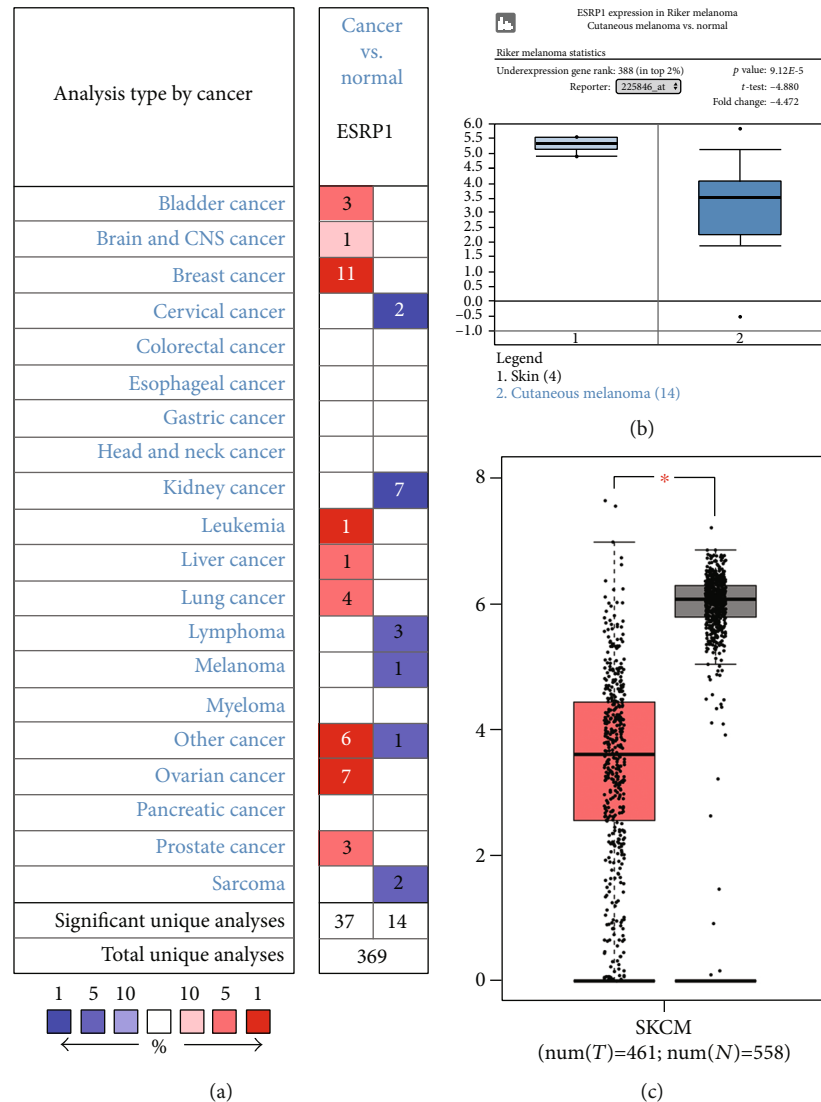 Analysis type by cancer
Cancer
vs.
normal
ESRP1
Bladder cancer 3
Brain and CNS cancer 1
Breast cancer 11
Cervical cancer 2
Colorectal cancer
Esophageal cancer
Gastric cancer
Head and neck cancer
Kidney cancer 7
Leukemia 1
Liver cancer 1
Lung cancer 4
Lymphoma 3
Melanoma 1
Myeloma
Other cancer 6 1
Ovarian cancer 7
Pancreatic cancer
Prostate cancer 3
Sarcoma 2
Significant unique analyses 37 14
Total unique analyses 369
1 5 10 10 5 1
%
(a)
ESRP1 expression in Riker melanoma
Cutaneous melanoma vs. normal
Riker melanoma statistics
Underexpression gene rank: 388 (in top 2%) p value: 9.12E-5
Reporter: 225846_at t-test: –4.880
Fold change: –4.472
6.0
5.5
5.0
4.5
4.0
3.5
3.0
2.5
2.0
1.5
1.0
0.0
–0.5
–1.0
1 2
Legend
1. Skin (4)
2. Cutaneous melanoma (14)
(b)
*
8
6
4
2
0
SKCM
(num(T)=461; num(N)=558)
(c)